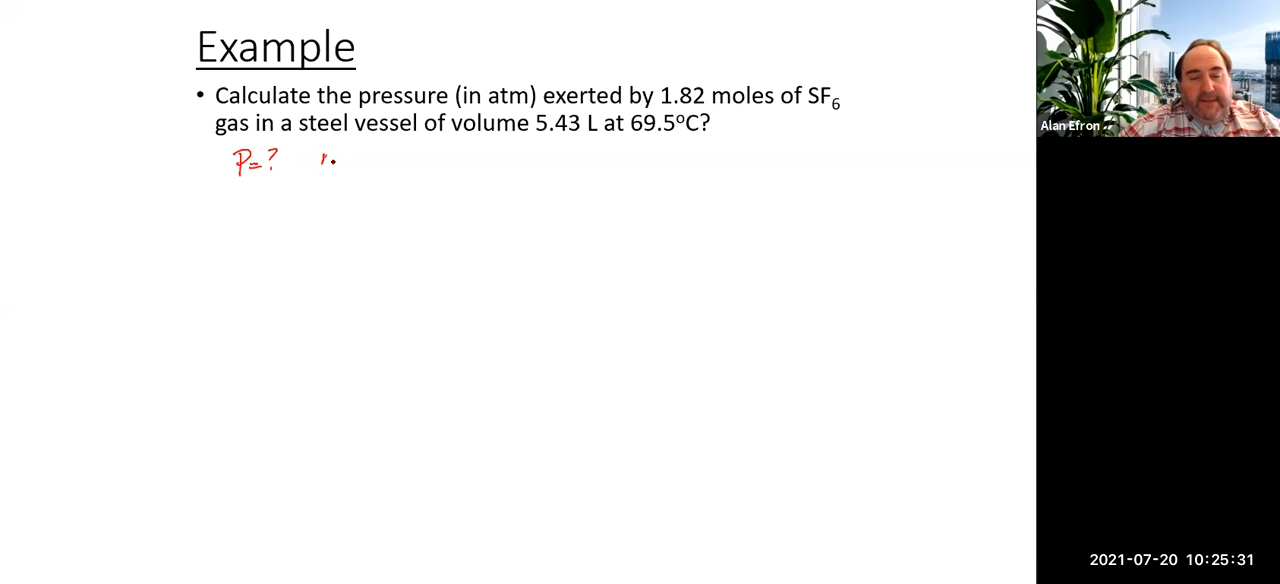 Example
• Calculate the pressure (in atm) exerted by 1.82 moles of SF₆
gas in a steel vessel of volume 5.43 L at 69.5°C?
P=?
Alan Efron
2021-07-20 10:25:31